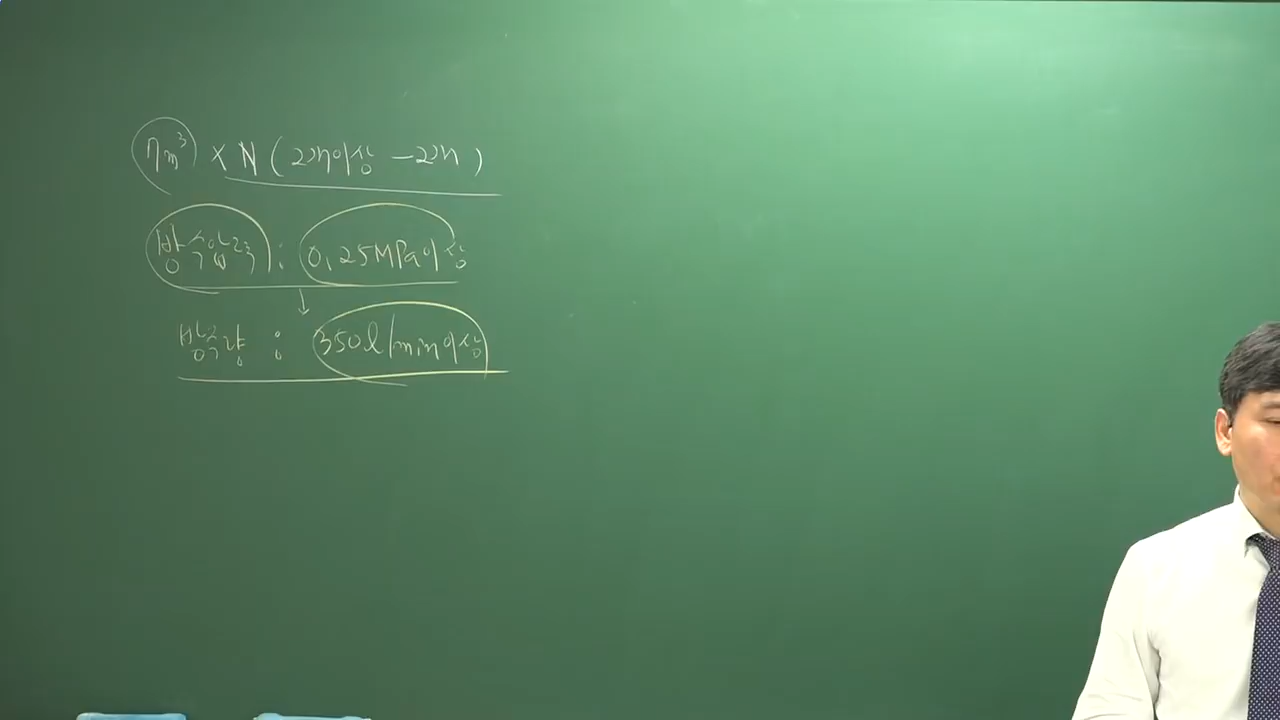 7m³ × N (2개이상 - 2개)
방수압력 : 0.25MPa이상
↓
방수량 : 350l/min이상